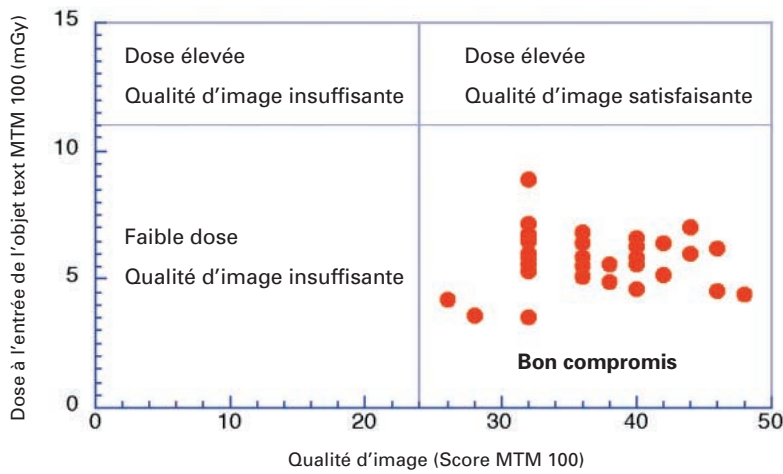 Dose à l'entrée de l'objet text MTM 100 (mGy)
15
10
5
0
Dose élevée
Qualité d'image insuffisante
Dose élevée
Qualité d'image satisfaisante
Faible dose
Qualité d'image insuffisante
Bon compromis
0 10 20 30 40 50
Qualité d'image (Score MTM 100)